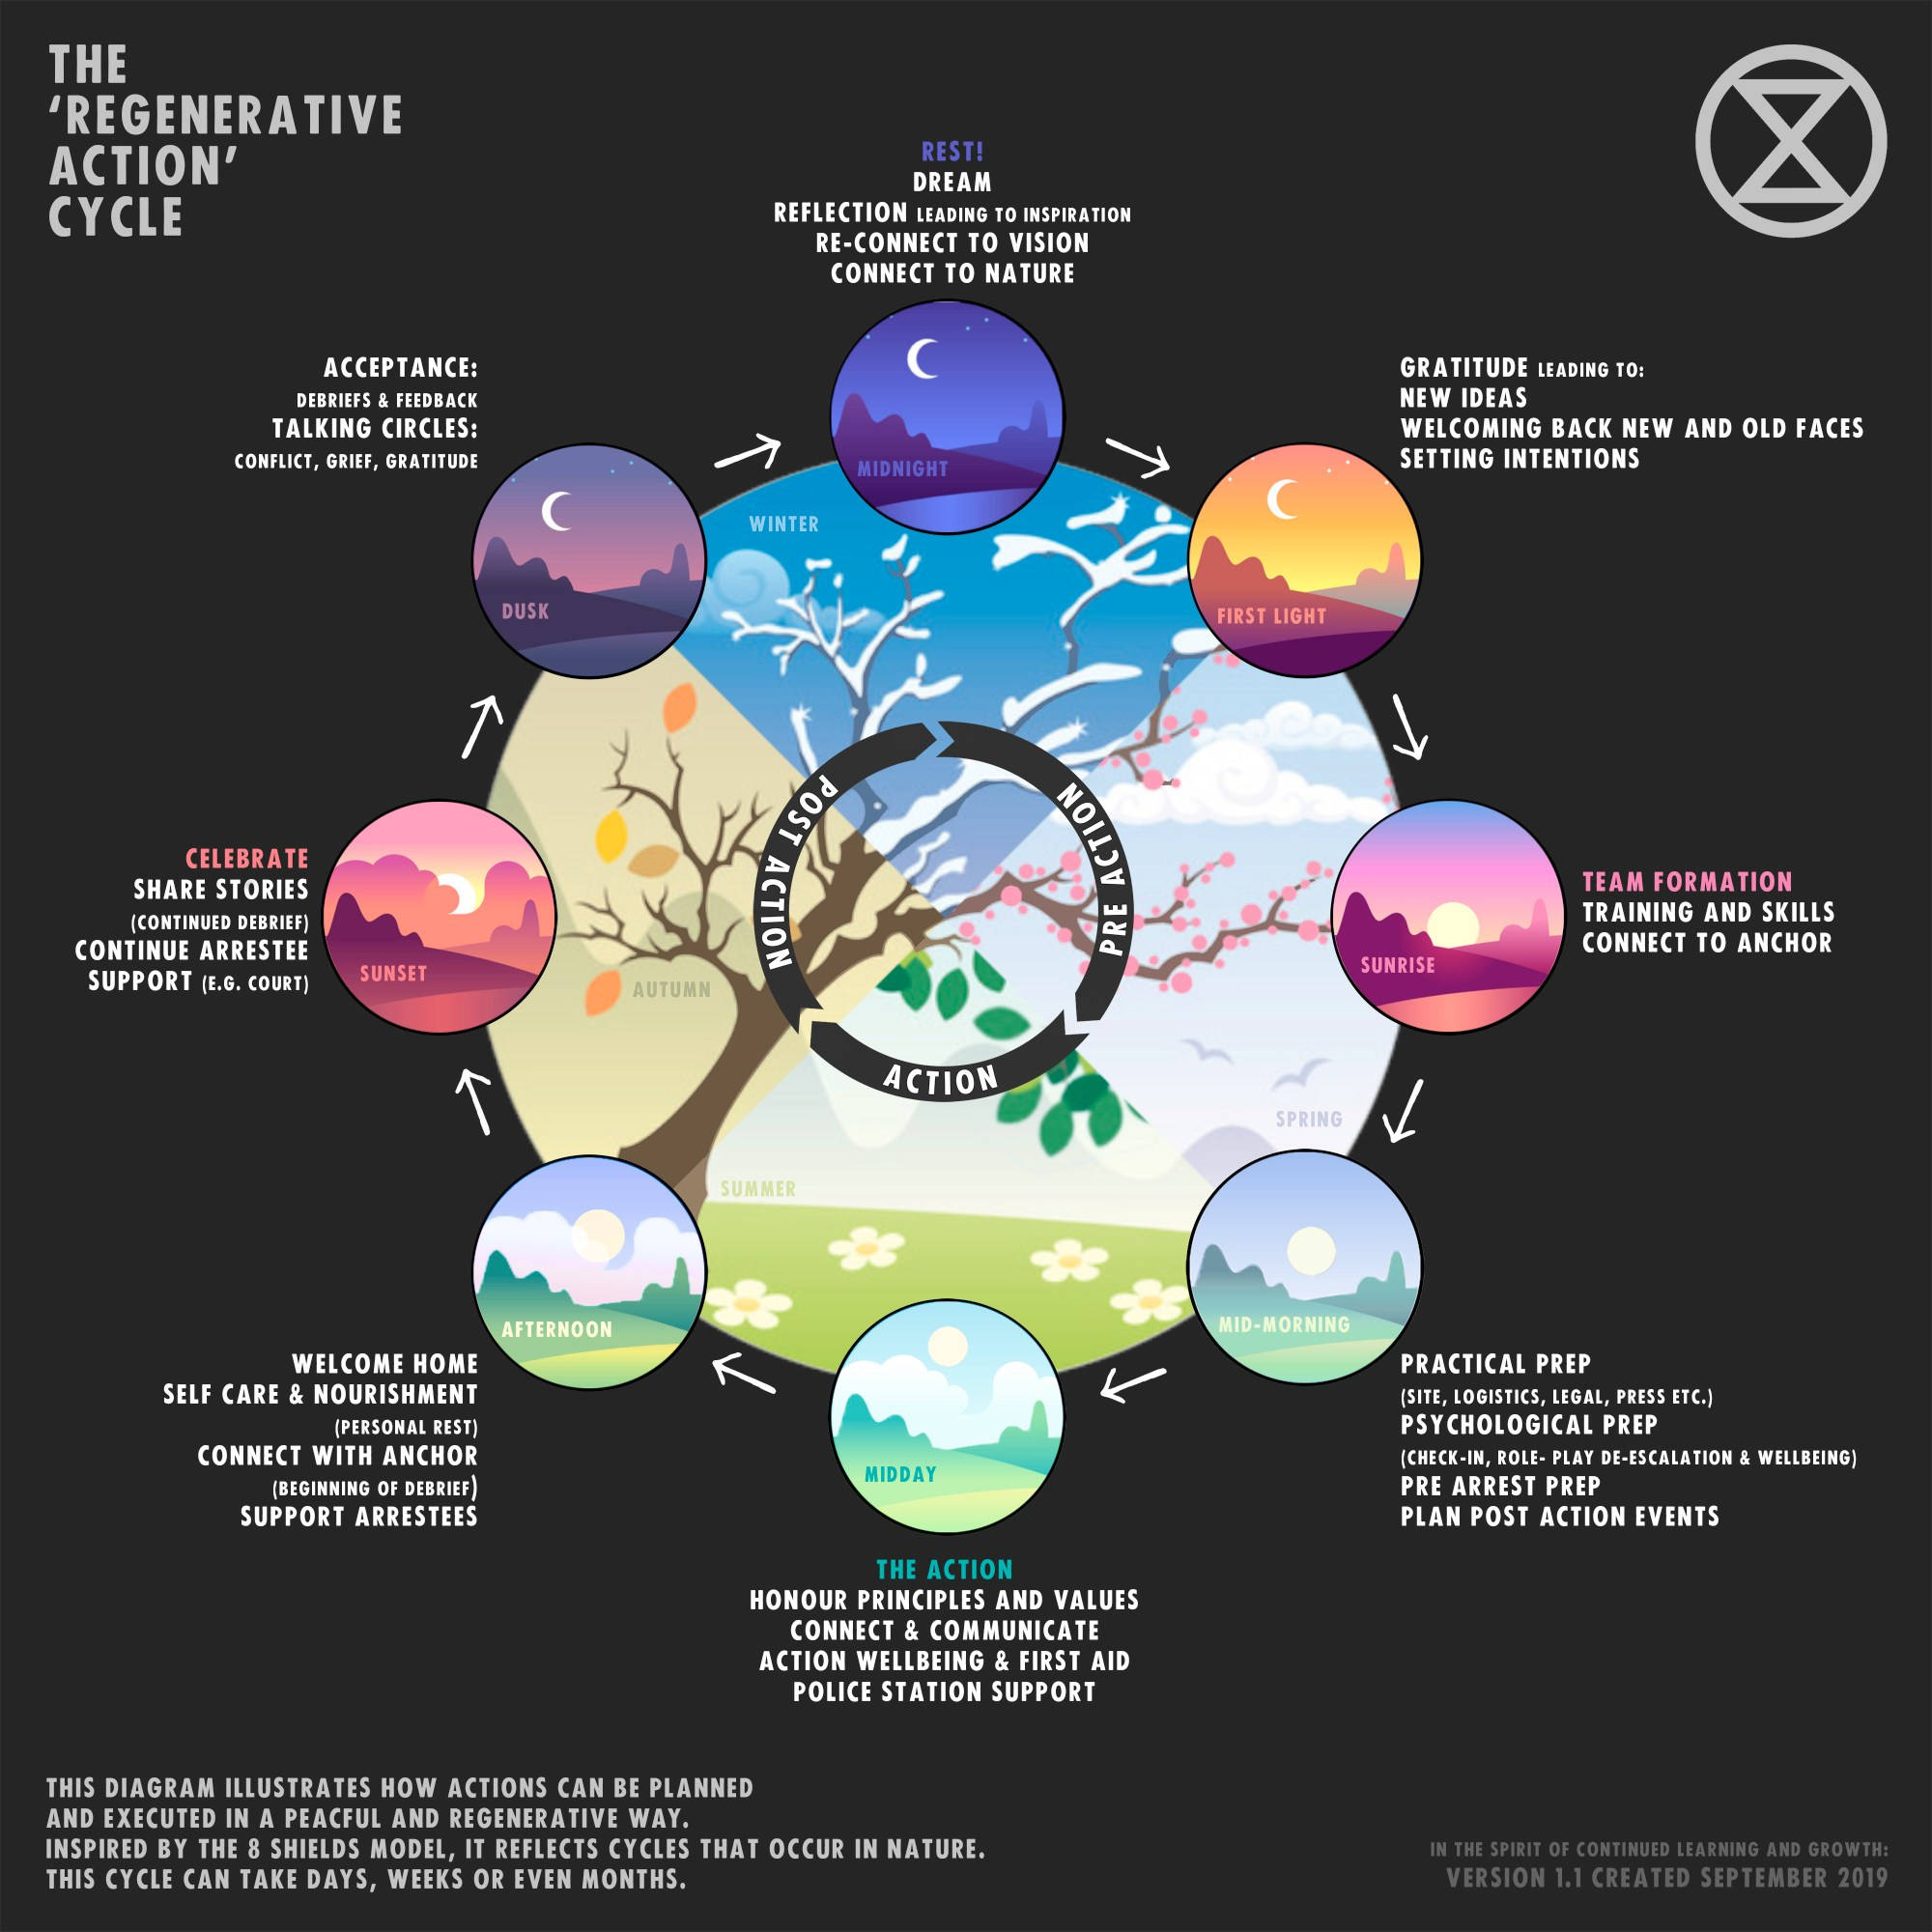 THE
‘REGENERATIVE
ACTION’
CYCLE
REST!
DREAM
REFLECTION LEADING TO INSPIRATION
RE-CONNECT TO VISION
CONNECT TO NATURE
MIDNIGHT
GRATITUDE LEADING TO:
NEW IDEAS
WELCOMING BACK NEW AND OLD FACES
SETTING INTENTIONS
FIRST LIGHT
TEAM FORMATION
TRAINING AND SKILLS
CONNECT TO ANCHOR
SUNRISE
PRACTICAL PREP
(SITE, LOGISTICS, LEGAL, PRESS ETC.)
PSYCHOLOGICAL PREP
(CHECK-IN, ROLE- PLAY DE-ESCALATION & WELLBEING)
PRE ARREST PREP
PLAN POST ACTION EVENTS
MID-MORNING
MIDDAY
THE ACTION
HONOUR PRINCIPLES AND VALUES
CONNECT & COMMUNICATE
ACTION WELLBEING & FIRST AID
POLICE STATION SUPPORT
AFTERNOON
WELCOME HOME
SELF CARE & NOURISHMENT
(PERSONAL REST)
CONNECT WITH ANCHOR
(BEGINNING OF DEBRIEF)
SUPPORT ARRESTEES
CELEBRATE
SHARE STORIES
(CONTINUED DEBRIEF)
CONTINUE ARRESTEE
SUPPORT (E.G. COURT)
SUNSET
ACCEPTANCE:
DEBRIEFS & FEEDBACK
TALKING CIRCLES:
CONFLICT, GRIEF, GRATITUDE
DUSK
WINTER
SPRING
SUMMER
AUTUMN
PRE ACTION
ACTION
POST ACTION
THIS DIAGRAM ILLUSTRATES HOW ACTIONS CAN BE PLANNED
AND EXECUTED IN A PEACFUL AND REGENERATIVE WAY.
INSPIRED BY THE 8 SHIELDS MODEL, IT REFLECTS CYCLES THAT OCCUR IN NATURE.
THIS CYCLE CAN TAKE DAYS, WEEKS OR EVEN MONTHS.
IN THE SPIRIT OF CONTINUED LEARNING AND GROWTH:
VERSION 1.1 CREATED SEPTEMBER 2019